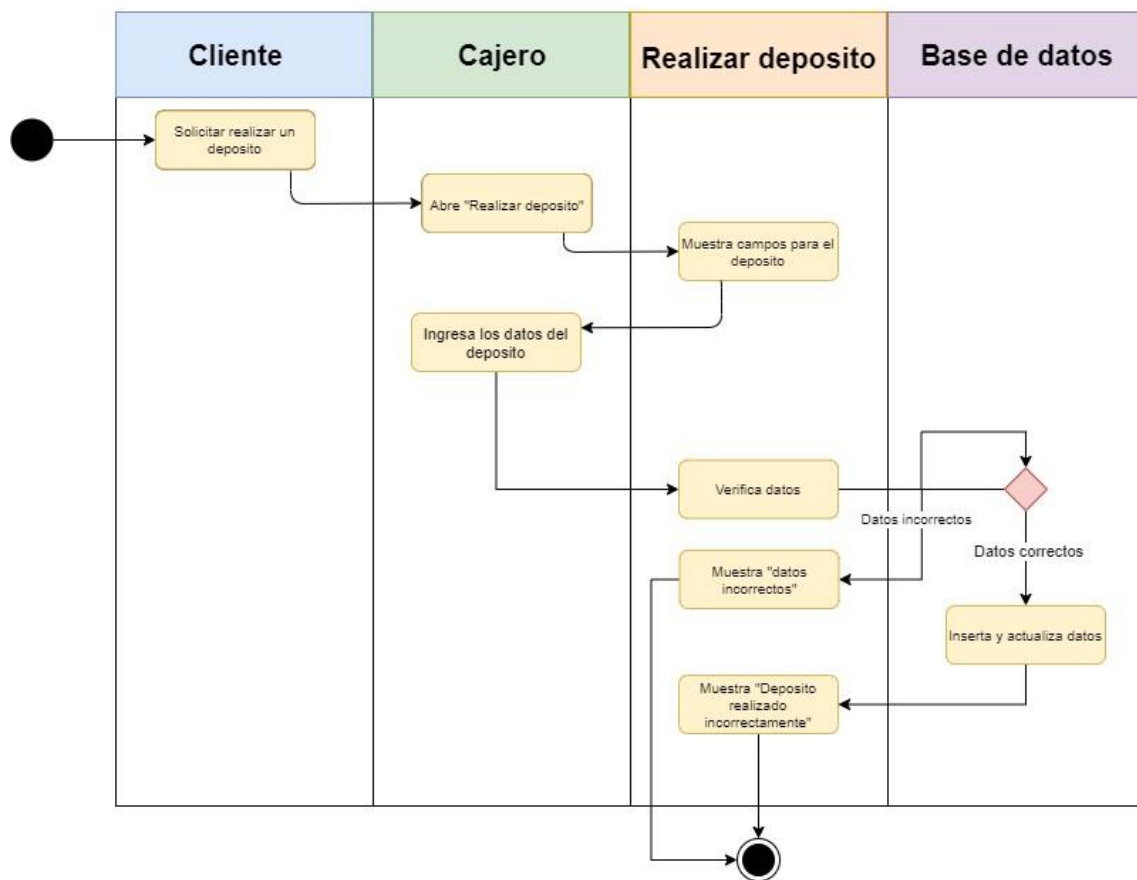 Cliente
Cajero
Realizar deposito
Base de datos
Solicitar realizar un
deposito
Abre "Realizar deposito"
Muestra campos para el
deposito
Ingresa los datos del
deposito
Verifica datos
Datos incorrectos
Datos correctos
Muestra "datos
incorrectos"
Inserta y actualiza datos
Muestra "Deposito
realizado
incorrectamente"